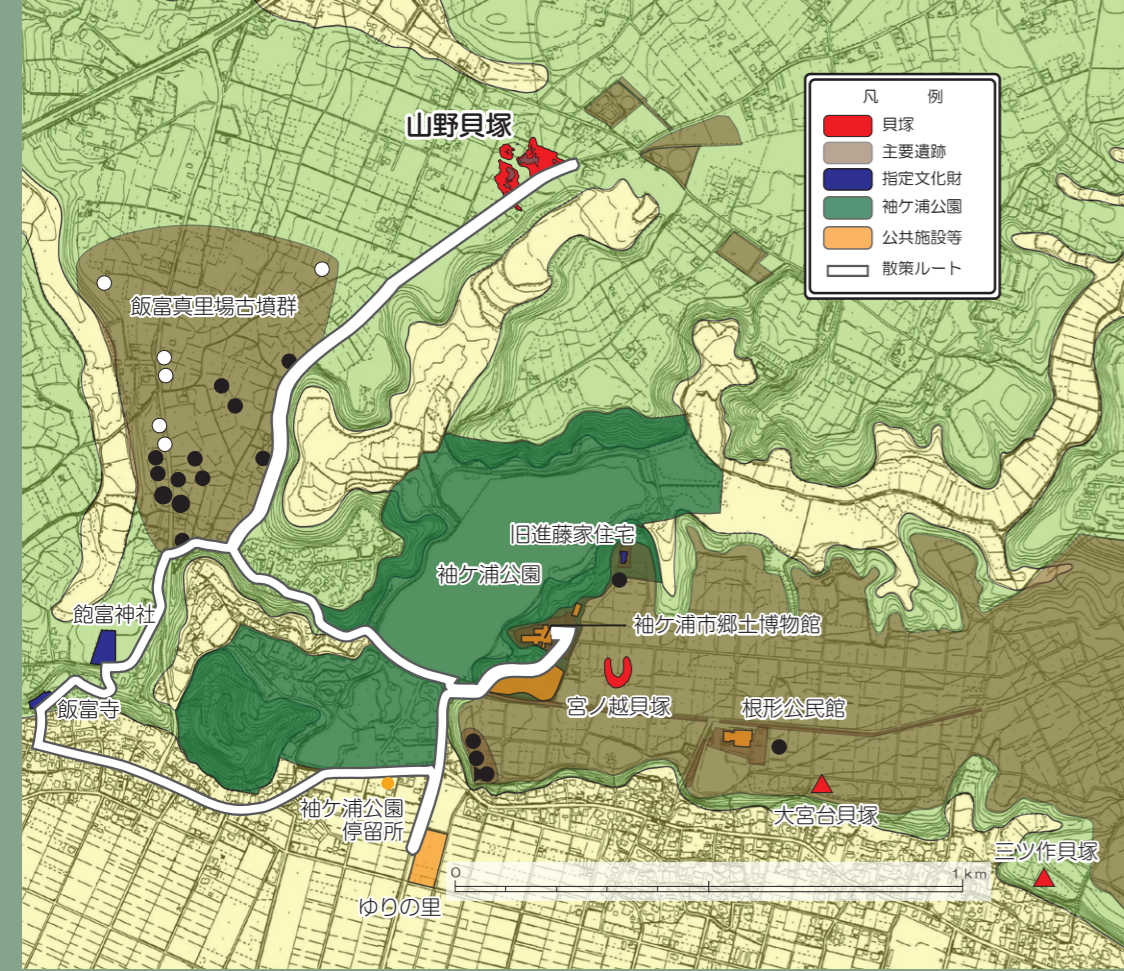 山野貝塚
凡 例
貝塚
主要遺跡
指定文化財
袖ケ浦公園
公共施設等
散策ルート
飯富真里場古墳群
旧進藤家住宅
袖ケ浦公園
飽富神社
袖ケ浦市郷土博物館
飯富寺
宮ノ越貝塚
根形公民館
袖ケ浦公園
停留所
大宮台貝塚
三ツ作貝塚
0 1km
ゆりの里